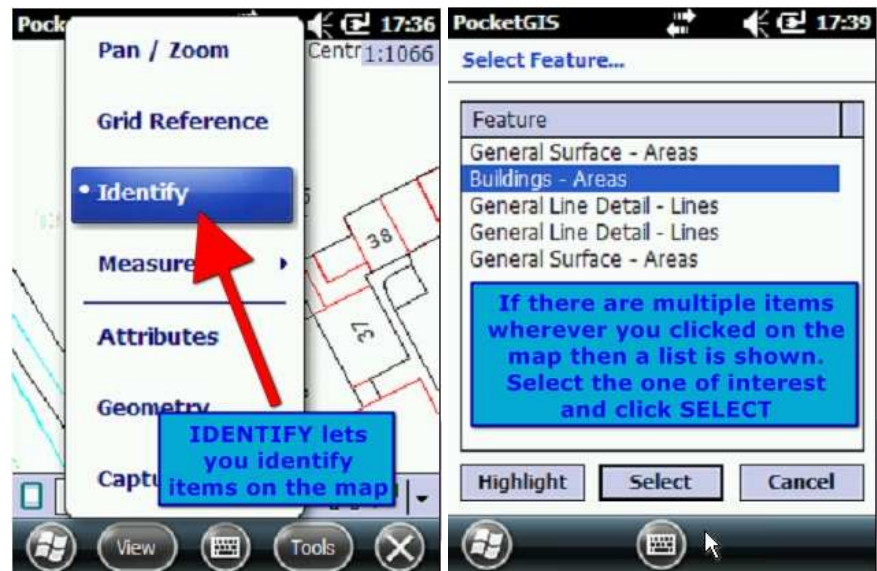 Pock 17:36
Centr 1:1066
Pan / Zoom
Grid Reference
• Identify
Measure
38
Attributes
37
Geometry
IDENTIFY lets
you identify
items on the map
Capt
View Tools
PocketGIS 17:39
Select Feature...
Feature
General Surface - Areas
Buildings - Areas
General Line Detail - Lines
General Line Detail - Lines
General Surface - Areas
If there are multiple items
wherever you clicked on the
map then a list is shown.
Select the one of interest
and click SELECT
Highlight Select Cancel